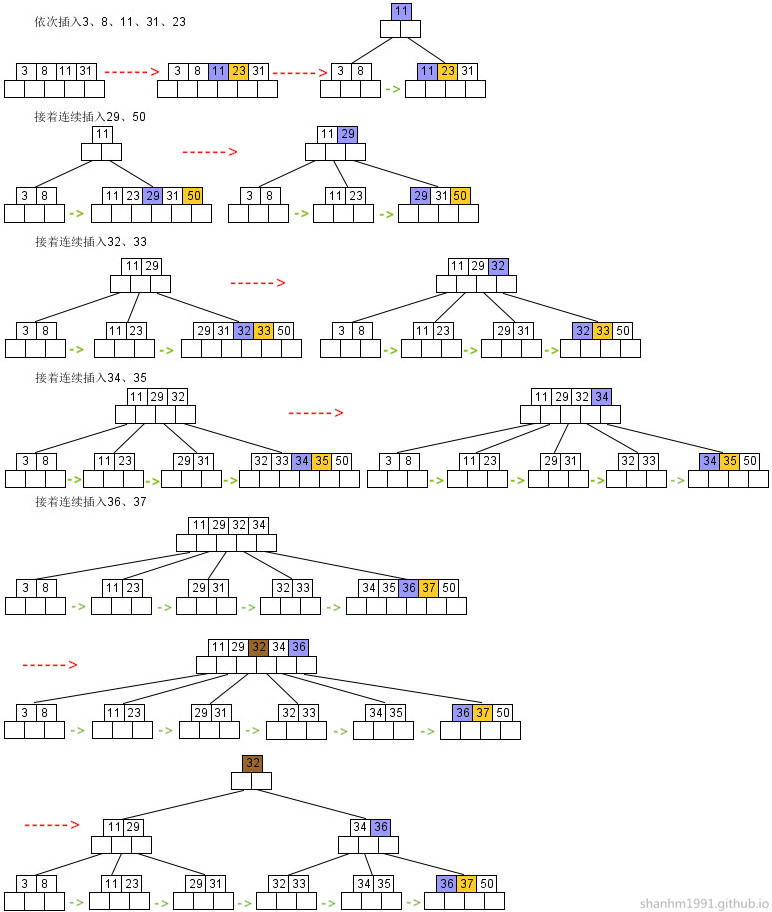 依次插入3、8、11、31、23
11
3 8 11 31 ------> 3 8 11 23 31 ------> 3 8 -> 11 23 31
接着连续插入29、50
11 ------> 11 29
3 8 -> 11 23 29 31 50 3 8 -> 11 23 -> 29 31 50
接着连续插入32、33
11 29 ------> 11 29 32
3 8 -> 11 23 -> 29 31 32 33 50 3 8 -> 11 23 -> 29 31 -> 32 33 50
接着连续插入34、35
11 29 32 ------> 11 29 32 34
3 8 -> 11 23 -> 29 31 -> 32 33 34 35 50 3 8 -> 11 23 -> 29 31 -> 32 33 -> 34 35 50
接着连续插入36、37
11 29 32 34
3 8 -> 11 23 -> 29 31 -> 32 33 -> 34 35 36 37 50
------> 11 29 32 34 36
3 8 -> 11 23 -> 29 31 -> 32 33 -> 34 35 -> 36 37 50
32
------> 11 29 34 36
3 8 -> 11 23 -> 29 31 -> 32 33 -> 34 35 -> 36 37 50
shanhm1991.github.io